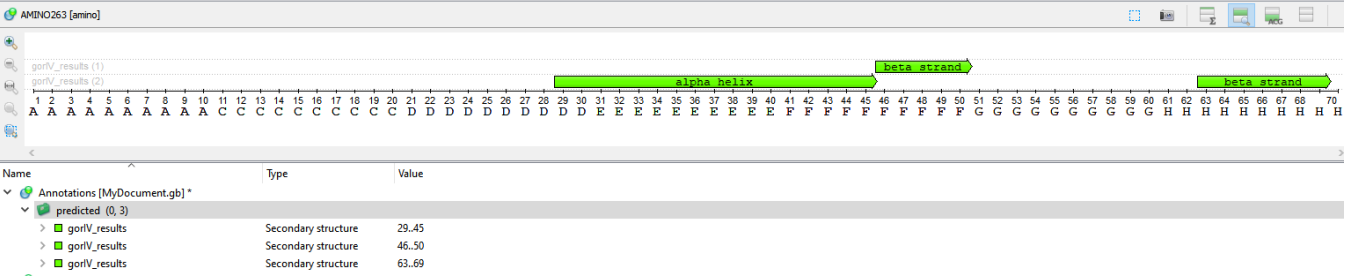 AMINO263 [amino]
ACG
gorIV_results (1)
beta strand
gorIV_results (2)
alpha helix
beta strand
1 2 3 4 5 6 7 8 9 10 11 12 13 14 15 16 17 18 19 20 21 22 23 24 25 26 27 28 29 30 31 32 33 34 35 36 37 38 39 40 41 42 43 44 45 46 47 48 49 50 51 52 53 54 55 56 57 58 59 60 61 62 63 64 65 66 67 68 70
A A A A A A A A A A C C C C C C C C C C D D D D D D D D D D E E E E E E E E E E F F F F F F F F F F G G G G G G G G G G H H H H H H H H H H
Name Type Value
Annotations [MyDocument.gb] *
predicted (0, 3)
gorIV_results Secondary structure 29..45
gorIV_results Secondary structure 46..50
gorIV_results Secondary structure 63..69